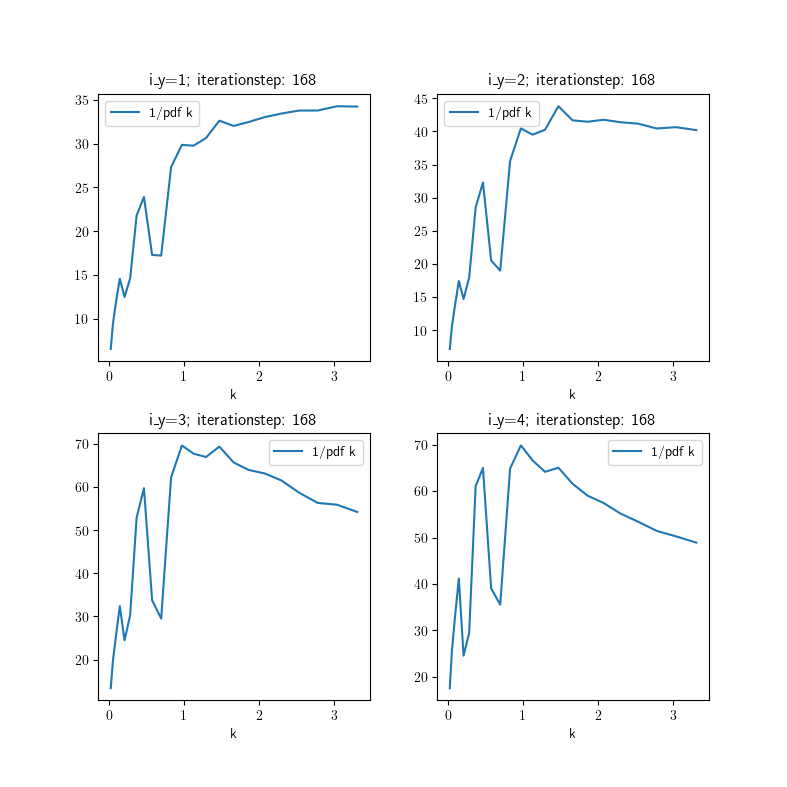 i_y=1; iterationstep: 168
35
30
25
20
15
10
1/pdf k
0 1 2 3
k
i_y=2; iterationstep: 168
45
40
35
30
25
20
15
10
1/pdf k
0 1 2 3
k
i_y=3; iterationstep: 168
70
60
50
40
30
20
1/pdf k
0 1 2 3
k
i_y=4; iterationstep: 168
70
60
50
40
30
20
1/pdf k
0 1 2 3
k